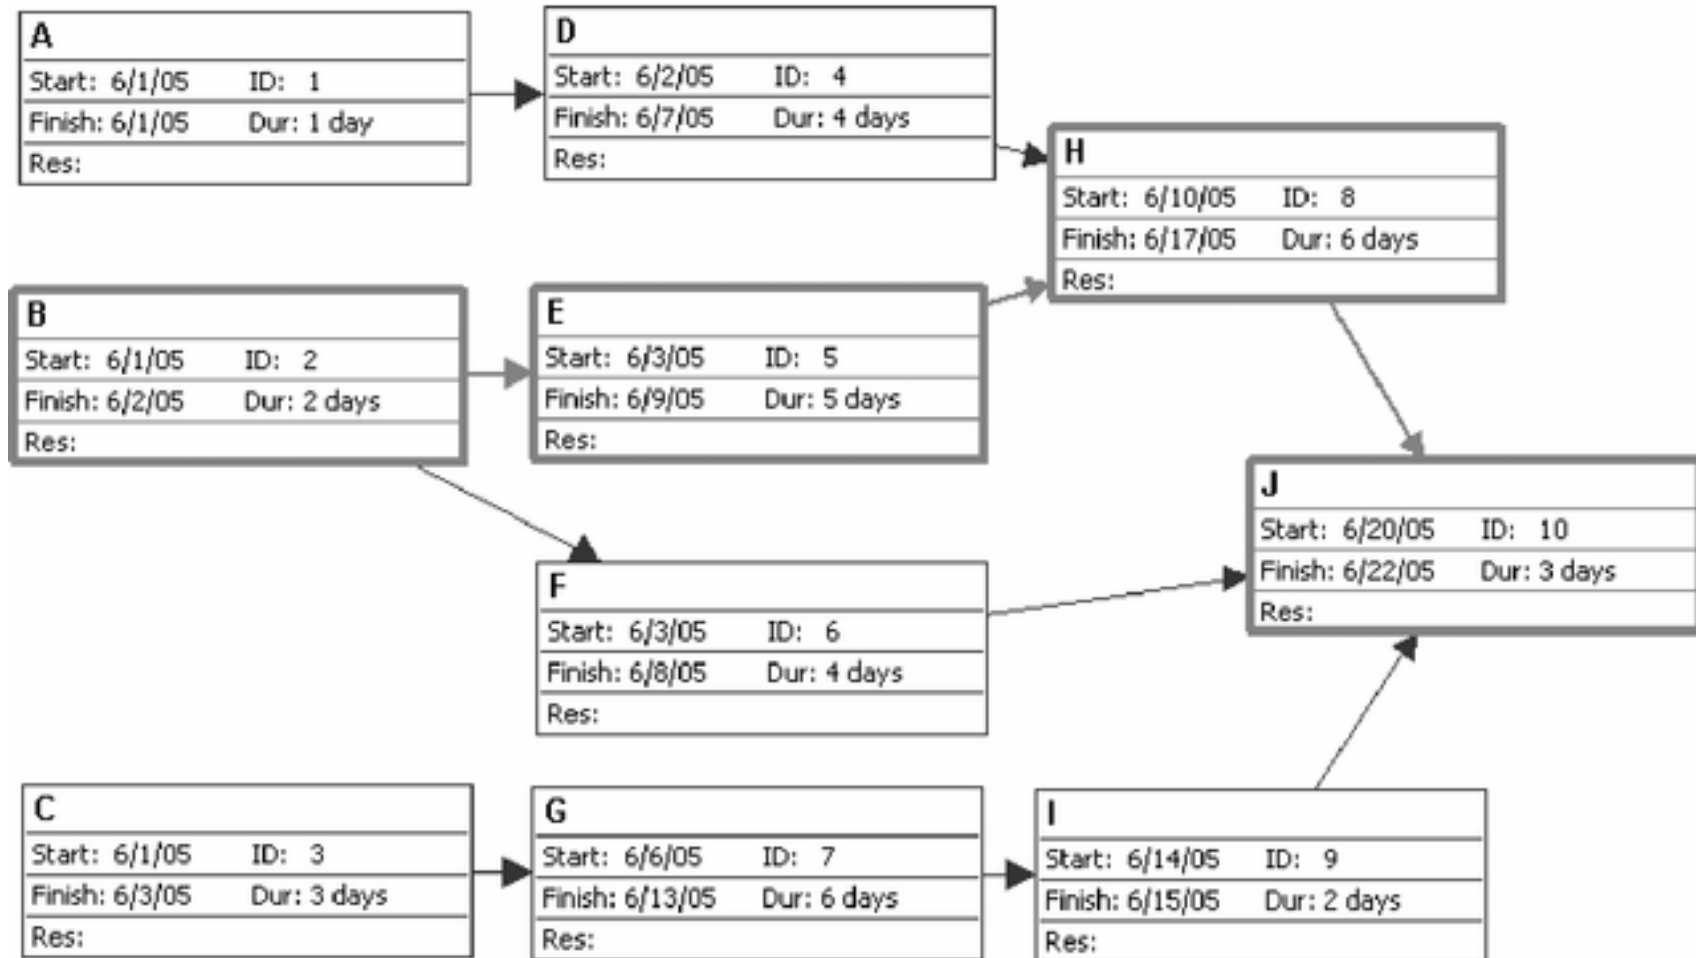 A
Start: 6/1/05 ID: 1
Finish: 6/1/05 Dur: 1 day
Res:
D
Start: 6/2/05 ID: 4
Finish: 6/7/05 Dur: 4 days
Res:
H
Start: 6/10/05 ID: 8
Finish: 6/17/05 Dur: 6 days
Res:
B
Start: 6/1/05 ID: 2
Finish: 6/2/05 Dur: 2 days
Res:
E
Start: 6/3/05 ID: 5
Finish: 6/9/05 Dur: 5 days
Res:
J
Start: 6/20/05 ID: 10
Finish: 6/22/05 Dur: 3 days
Res:
F
Start: 6/3/05 ID: 6
Finish: 6/8/05 Dur: 4 days
Res:
C
Start: 6/1/05 ID: 3
Finish: 6/3/05 Dur: 3 days
Res:
G
Start: 6/6/05 ID: 7
Finish: 6/13/05 Dur: 6 days
Res:
I
Start: 6/14/05 ID: 9
Finish: 6/15/05 Dur: 2 days
Res: